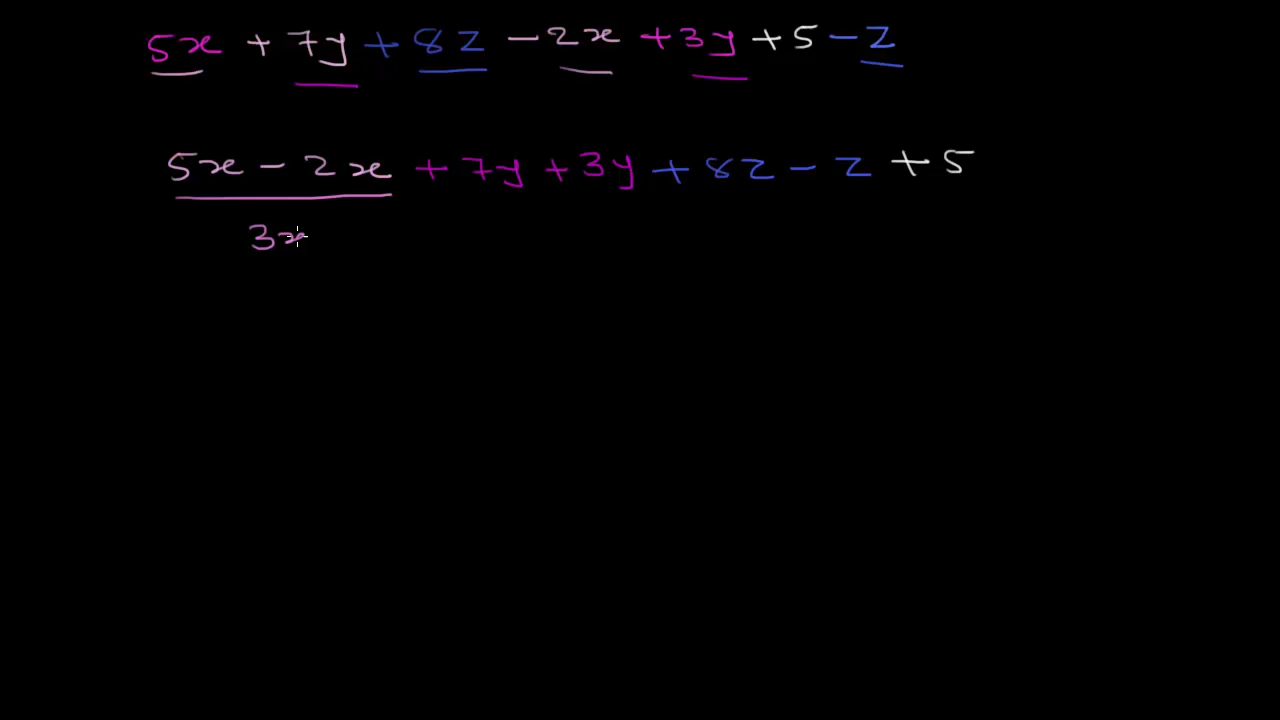 5x + 7y + 8z - 2x + 3y + 5 - z
5x - 2x + 7y + 3y + 8z - z + 5
3x